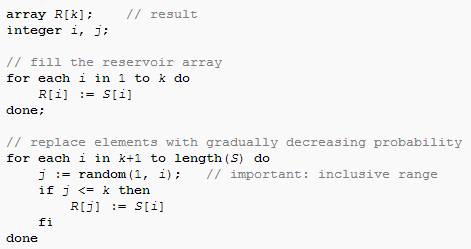 array R[k];    // result
integer i, j;

// fill the reservoir array
for each i in 1 to k do
    R[i] := S[i]
done;

// replace elements with gradually decreasing probability
for each i in k+1 to length(S) do
    j := random(1, i);   // important: inclusive range
    if j <= k then
        R[j] := S[i]
    fi
done